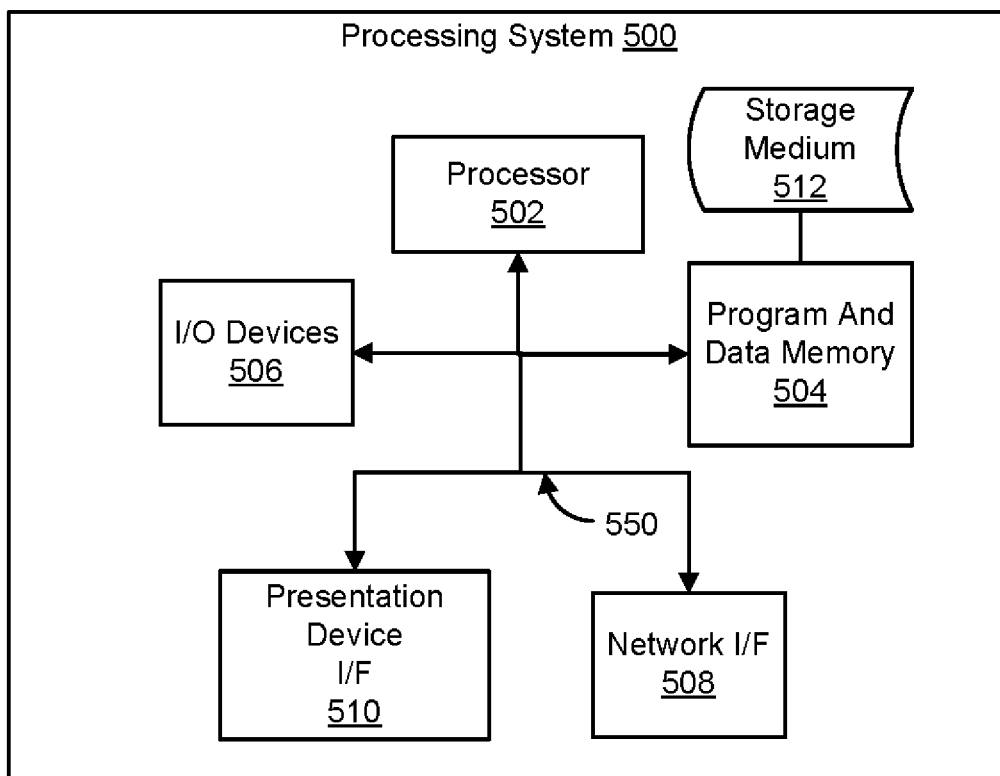 Processing System 500
Storage
Medium
512
Processor
502
I/O Devices
506
Program And
Data Memory
504
550
Presentation
Device
I/F
510
Network I/F
508